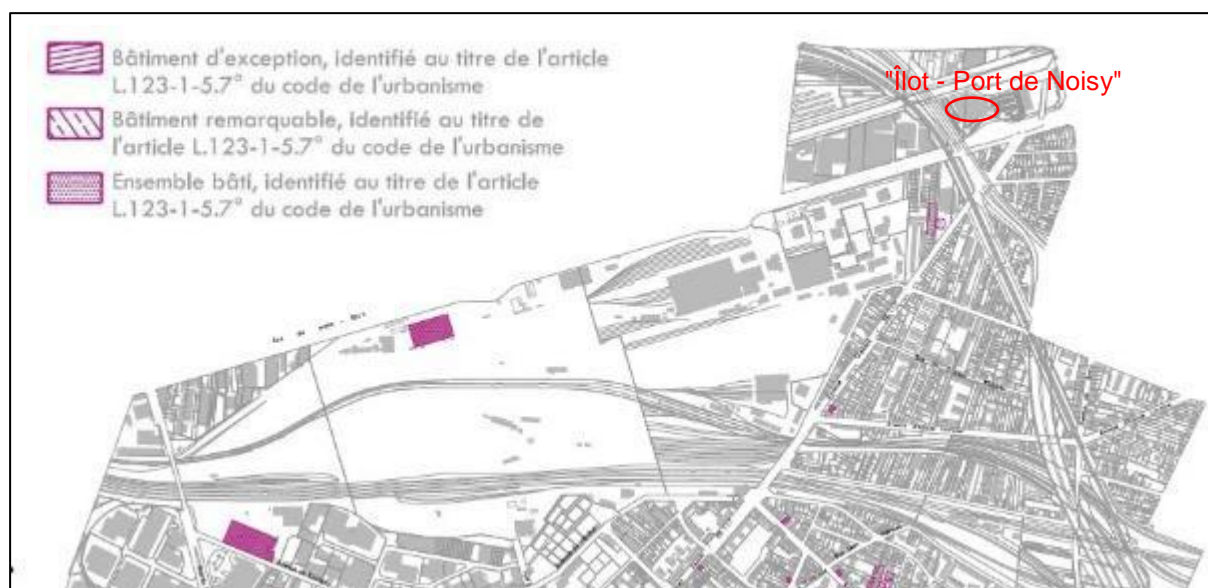 Bâtiment d'exception, identifié au titre de l'article
L.123-1-5.7° du code de l'urbanisme
Bâtiment remarquable, identifié au titre de
l'article L.123-1-5.7° du code de l'urbanisme
Ensemble bâti, identifié au titre de l'article
L.123-1-5.7° du code de l'urbanisme
"Îlot - Port de Noisy"